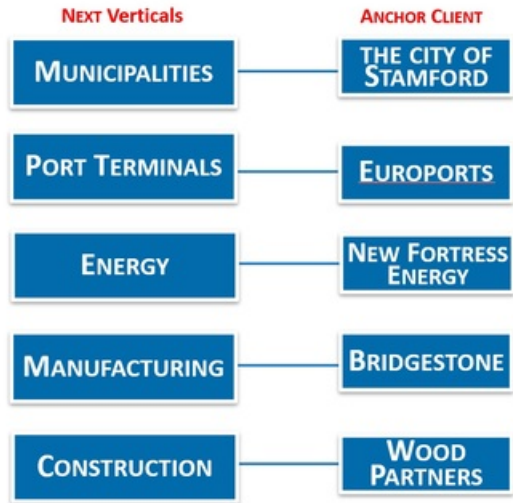 NEXT Verticals
ANCHOR CLIENT
MUNICIPALITIES
THE CITY OF
STAMFORD
PORT TERMINALS
EUROPORTS
ENERGY
NEW FORTRESS
ENERGY
MANUFACTURING
BRIDGESTONE
CONSTRUCTION
WOOD
PARTNERS